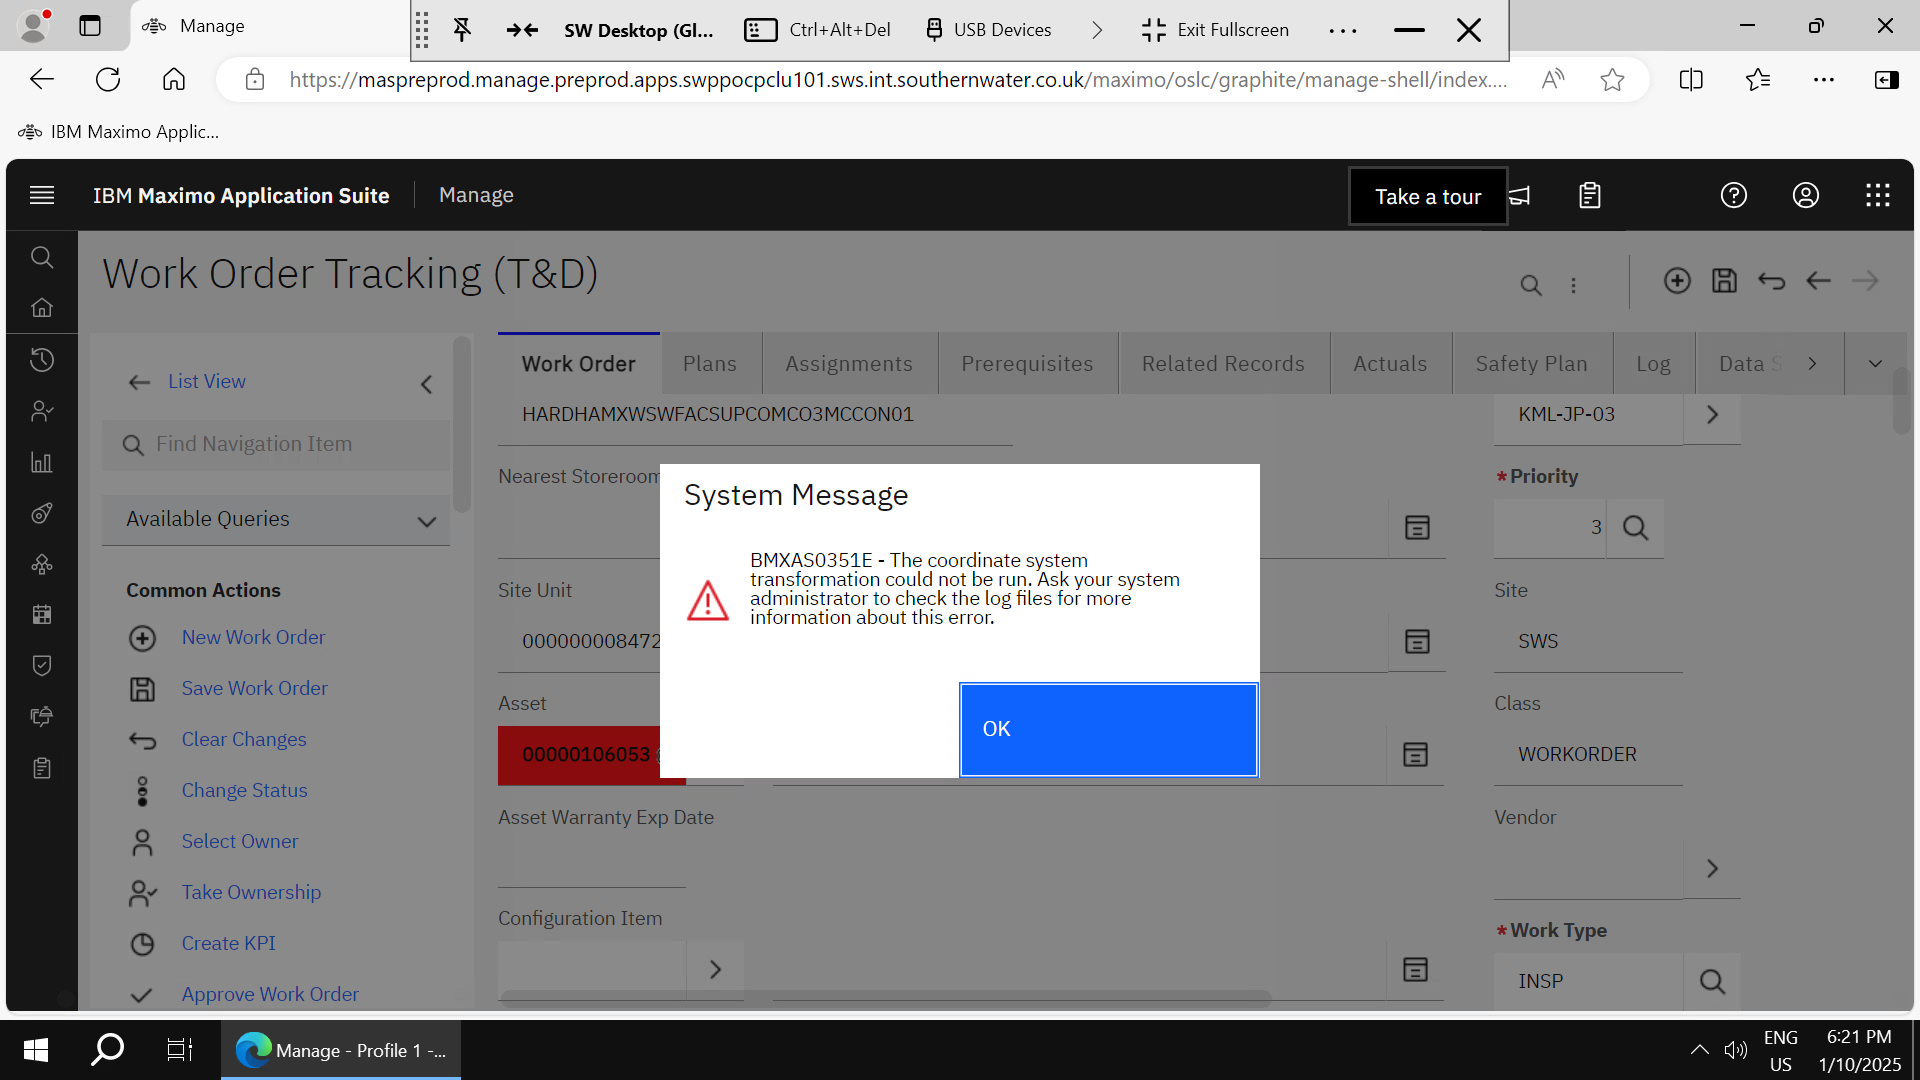 Manage
SW Desktop (Gl...
Ctrl+Alt+Del
USB Devices
Exit Fullscreen
https://maspreprod.manage.preprod.apps.swppocpclu101.sws.int.southernwater.co.uk/maximo/oslc/graphite/manage-shell/index....
IBM Maximo Applic...
IBM Maximo Application Suite
Manage
Take a tour
Work Order Tracking (T&D)
List View
Find Navigation Item
Available Queries
Common Actions
New Work Order
Save Work Order
Clear Changes
Change Status
Select Owner
Take Ownership
Create KPI
Approve Work Order
Work Order
Plans
Assignments
Prerequisites
Related Records
Actuals
Safety Plan
Log
Data S
HARDHAMXWSWFACSUPCOMCO3MCCON01
KML-JP-03
Nearest Storeroom
* Priority
3
Site Unit
000000008472
Site
SWS
Asset
00000106053
Class
WORKORDER
Asset Warranty Exp Date
Vendor
Configuration Item
* Work Type
INSP
System Message
BMXAS0351E - The coordinate system
transformation could not be run. Ask your system
administrator to check the log files for more
information about this error.
OK
Manage - Profile 1 -...
ENG
US
6:21 PM
1/10/2025